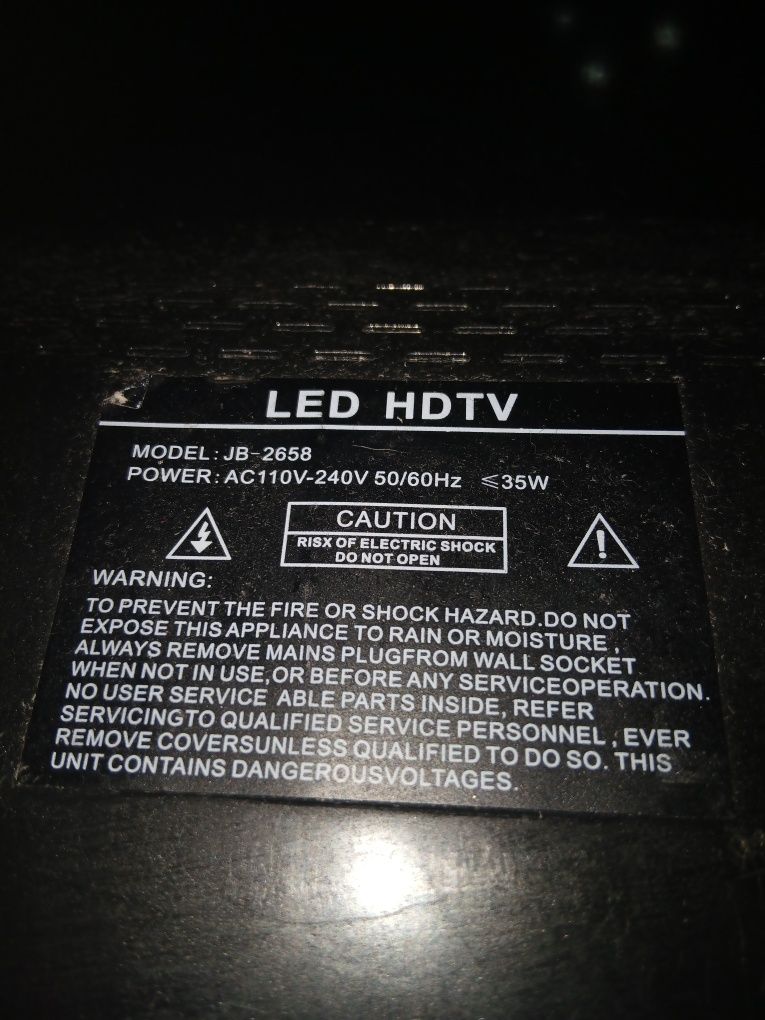 LED HDTV
MODEL: JB-2658
POWER: AC110V-240V 50/60Hz ≤35W
CAUTION
RISX OF ELECTRIC SHOCK
DO NOT OPEN
WARNING:
TO PREVENT THE FIRE OR SHOCK HAZARD.DO NOT
EXPOSE THIS APPLIANCE TO RAIN OR MOISTURE ,
ALWAYS REMOVE MAINS PLUGFROM WALL SOCKET
WHEN NOT IN USE,OR BEFORE ANY SERVICEOPERATION.
NO USER SERVICE ABLE PARTS INSIDE, REFER
SERVICINGTO QUALIFIED SERVICE PERSONNEL , EVER
REMOVE COVERSUNLESS QUALIFIED TO DO SO. THIS
UNIT CONTAINS DANGEROUSVOLTAGES.